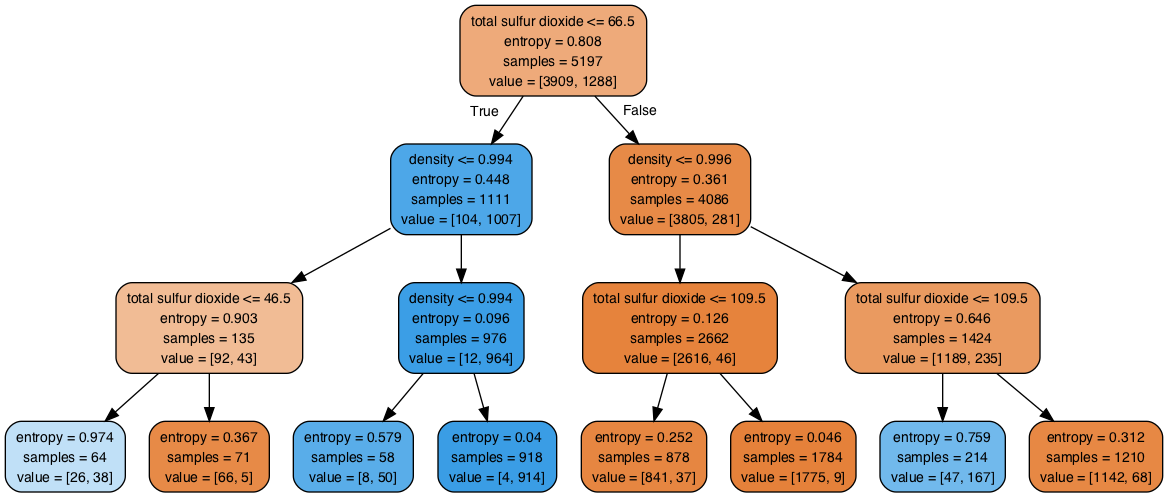 total sulfur dioxide <= 66.5
entropy = 0.808
samples = 5197
value = [3909, 1288]
True
False
density <= 0.994
entropy = 0.448
samples = 1111
value = [104, 1007]
density <= 0.996
entropy = 0.361
samples = 4086
value = [3805, 281]
total sulfur dioxide <= 46.5
entropy = 0.903
samples = 135
value = [92, 43]
density <= 0.994
entropy = 0.096
samples = 976
value = [12, 964]
total sulfur dioxide <= 109.5
entropy = 0.126
samples = 2662
value = [2616, 46]
total sulfur dioxide <= 109.5
entropy = 0.646
samples = 1424
value = [1189, 235]
entropy = 0.974
samples = 64
value = [26, 38]
entropy = 0.367
samples = 71
value = [66, 5]
entropy = 0.579
samples = 58
value = [8, 50]
entropy = 0.04
samples = 918
value = [4, 914]
entropy = 0.252
samples = 878
value = [841, 37]
entropy = 0.046
samples = 1784
value = [1775, 9]
entropy = 0.759
samples = 214
value = [47, 167]
entropy = 0.312
samples = 1210
value = [1142, 68]